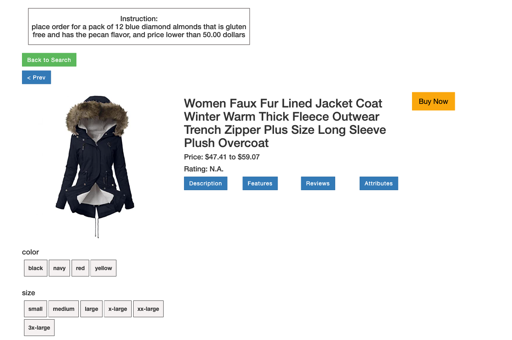 Instruction:
place order for a pack of 12 blue diamond almonds that is gluten
free and has the pecan flavor, and price lower than 50.00 dollars
Back to Search
< Prev
Women Faux Fur Lined Jacket Coat
Winter Warm Thick Fleece Outwear
Trench Zipper Plus Size Long Sleeve
Plush Overcoat
Buy Now
Price: $47.41 to $59.07
Rating: N.A.
Description Features Reviews Attributes
color
black navy red yellow
size
small medium large x-large xx-large
3x-large